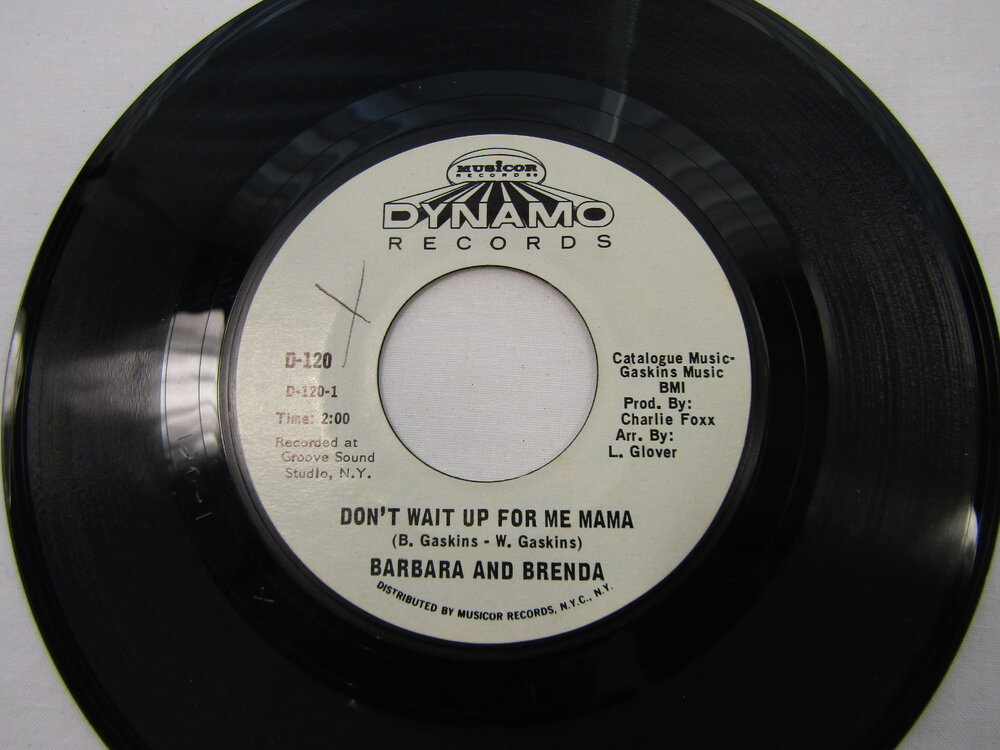 MUSICOR
RECORDS
DYNAMO
RECORDS
D-120
D-120-1
Time: 2:00
Recorded at
Groove Sound
Studio, N.Y.
Catalogue Music-
Gaskins Music
BMI
Prod. By:
Charlie Foxx
Arr. By:
L. Glover
DON'T WAIT UP FOR ME MAMA
(B. Gaskins - W. Gaskins)
BARBARA AND BRENDA
DISTRIBUTED BY MUSICOR RECORDS, N.Y.C., N.Y.